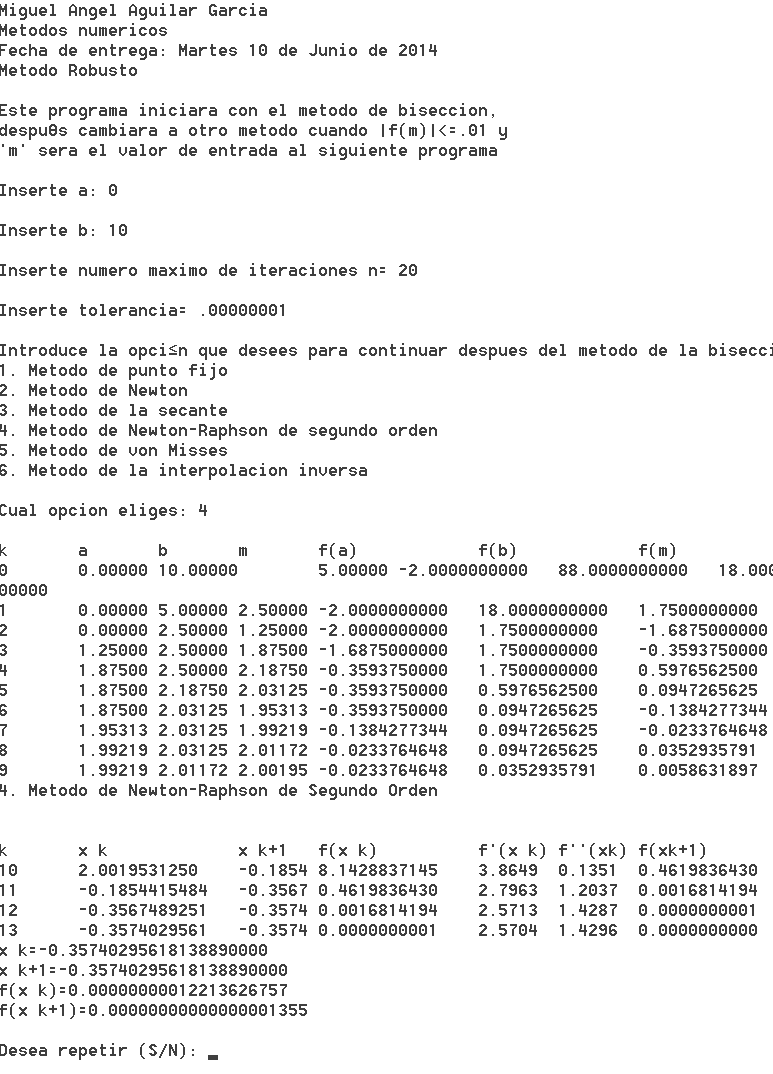 Miguel Angel Aguilar Garcia
Metodos numericos
Fecha de entrega: Martes 10 de Junio de 2014
Metodo Robusto
Este programa iniciara con el metodo de biseccion,
despuθs cambiara a otro metodo cuando |f(m)|<=.01 y
'm' sera el valor de entrada al siguiente programa
Inserte a: 0
Inserte b: 10
Inserte numero maximo de iteraciones n= 20
Inserte tolerancia= .00000001
Introduce la opci≤n que desees para continuar despues del metodo de la bisecci
1. Metodo de punto fijo
2. Metodo de Newton
3. Metodo de la secante
4. Metodo de Newton-Raphson de segundo orden
5. Metodo de von Misses
6. Metodo de la interpolacion inversa
Cual opcion eliges: 4
k a b m f(a) f(b) f(m)
0 0.00000 10.00000 5.00000 -2.0000000000 88.0000000000 18.000
00000
1 0.00000 5.00000 2.50000 -2.0000000000 18.0000000000 1.7500000000
2 0.00000 2.50000 1.25000 -2.0000000000 1.7500000000 -1.6875000000
3 1.25000 2.50000 1.87500 -1.6875000000 1.7500000000 -0.3593750000
4 1.87500 2.50000 2.18750 -0.3593750000 1.7500000000 0.5976562500
5 1.87500 2.18750 2.03125 -0.3593750000 0.5976562500 0.0947265625
6 1.87500 2.03125 1.95313 -0.3593750000 0.0947265625 -0.1384277344
7 1.95313 2.03125 1.99219 -0.1384277344 0.0947265625 -0.0233764648
8 1.99219 2.03125 2.01172 -0.0233764648 0.0947265625 0.0352935791
9 1.99219 2.01172 2.00195 -0.0233764648 0.0352935791 0.0058631897
4. Metodo de Newton-Raphson de Segundo Orden
k x k x k+1 f(x k) f'(x k) f''(xk) f(xk+1)
10 2.0019531250 -0.1854 8.1428837145 3.8649 0.1351 0.4619836430
11 -0.1854415484 -0.3567 0.4619836430 2.7963 1.2037 0.0016814194
12 -0.3567489251 -0.3574 0.0016814194 2.5713 1.4287 0.0000000001
13 -0.3574029561 -0.3574 0.0000000001 2.5704 1.4296 0.0000000000
x k=-0.35740295618138890000
x k+1=-0.35740295618138890000
f(x k)=0.00000000012213626757
f(x k+1)=0.00000000000000001355
Desea repetir (S/N): _